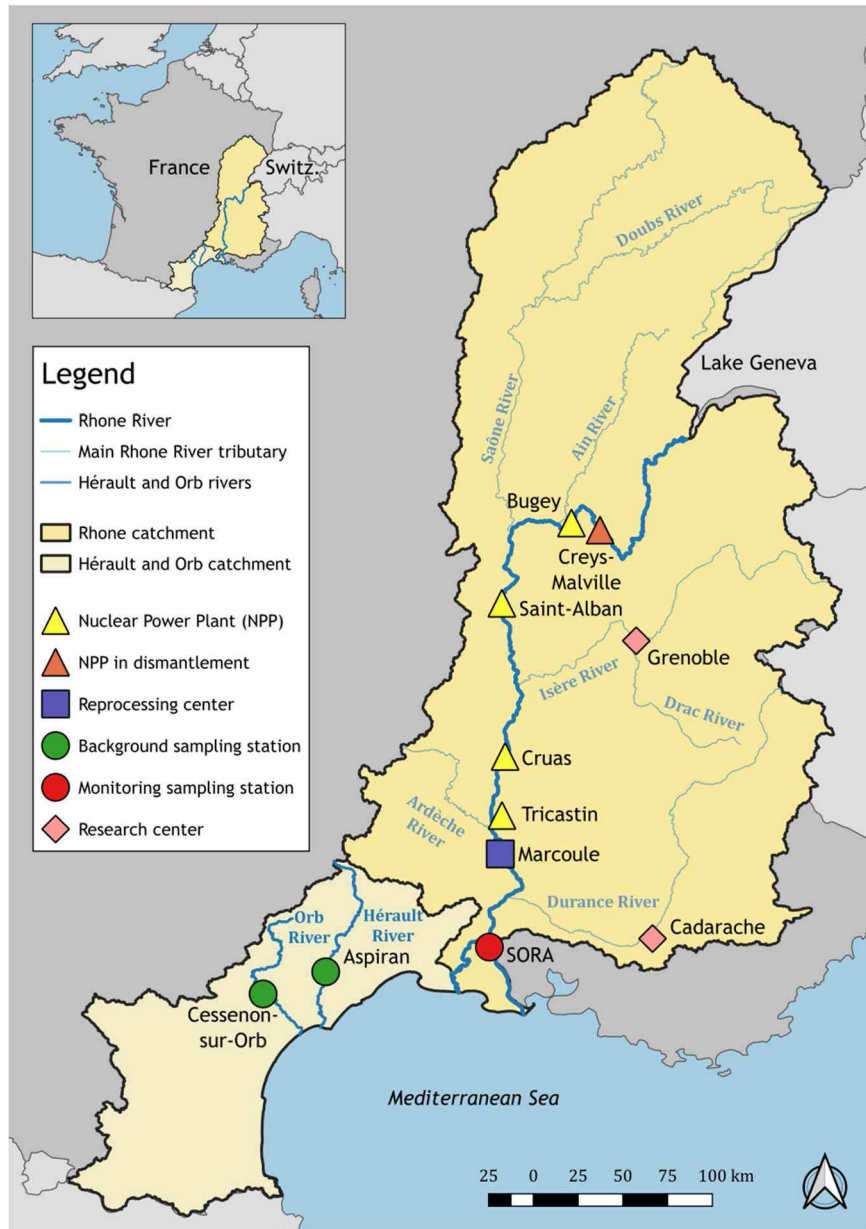 France
Switz.
Legend
Rhone River
Main Rhone River tributary
Hérault and Orb rivers
Rhone catchment
Hérault and Orb catchment
Nuclear Power Plant (NPP)
NPP in dismantlement
Reprocessing center
Background sampling station
Monitoring sampling station
Research center
Doubs River
Lake Geneva
Saône River
Ain River
Bugey
Creys-
Malville
Saint-Alban
Grenoble
Isère River
Drac River
Cruas
Ardèche
River
Tricastin
Marcoule
Durance River
Cadarache
Orb
River
Hérault
River
Aspiran
SORA
Cessenon-
sur-Orb
Mediterranean Sea
25 0 25 50 75 100 km